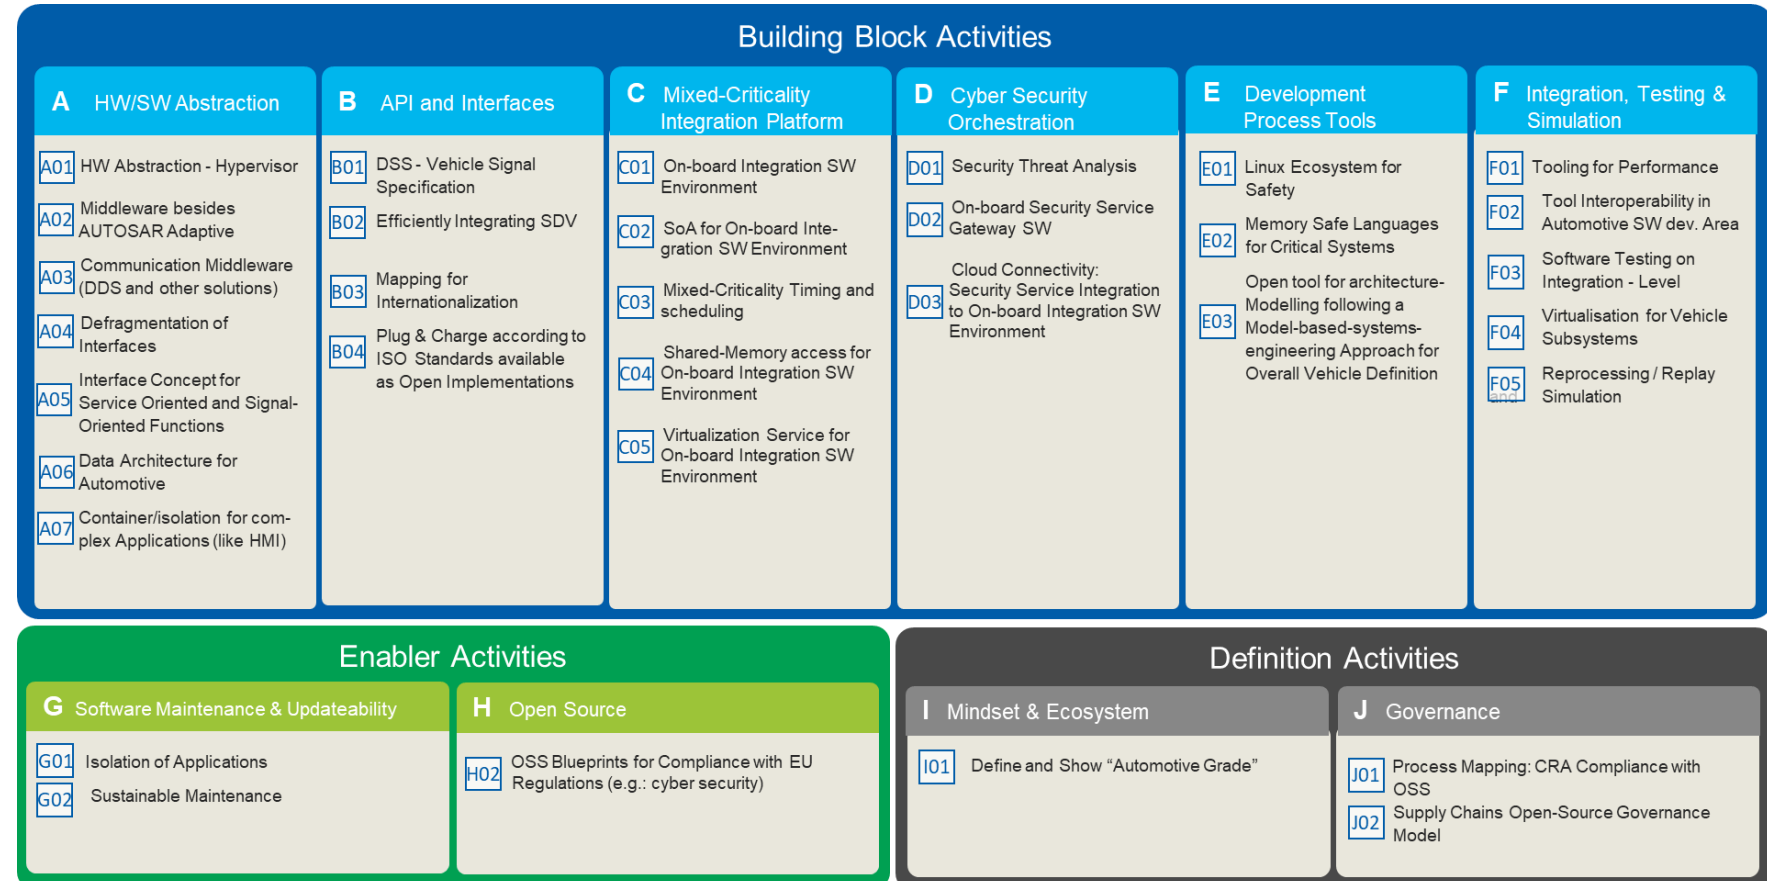 Building Block Activities
A HW/SW Abstraction
A01 HW Abstraction - Hypervisor
A02 Middleware besides
AUTOSAR Adaptive
A03 Communication Middleware
(DDS and other solutions)
A04 Defragmentation of
Interfaces
A05 Interface Concept for
Service Oriented and Signal-
Oriented Functions
A06 Data Architecture for
Automotive
A07 Container/isolation for com-
plex Applications (like HMI)
B API and Interfaces
B01 DSS - Vehicle Signal
Specification
B02 Efficiently Integrating SDV
B03 Mapping for
Internationalization
B04 Plug & Charge according to
ISO Standards available
as Open Implementations
C Mixed-Criticality
Integration Platform
C01 On-board Integration SW
Environment
C02 SoA for On-board Inte-
gration SW Environment
C03 Mixed-Criticality Timing and
scheduling
C04 Shared-Memory access for
On-board Integration SW
Environment
C05 Virtualization Service for
On-board Integration SW
Environment
D Cyber Security
Orchestration
D01 Security Threat Analysis
D02 On-board Security Service
Gateway SW
D03 Cloud Connectivity:
Security Service Integration
to On-board Integration SW
Environment
E Development
Process Tools
E01 Linux Ecosystem for
Safety
E02 Memory Safe Languages
for Critical Systems
E03 Open tool for architecture-
Modelling following a
Model-based-systems-
engineering Approach for
Overall Vehicle Definition
F Integration, Testing &
Simulation
F01 Tooling for Performance
F02 Tool Interoperability in
Automotive SW dev. Area
F03 Software Testing on
Integration - Level
F04 Virtualisation for Vehicle
Subsystems
F05 Reprocessing / Replay
and Simulation
Enabler Activities
G Software Maintenance & Updateability
G01 Isolation of Applications
G02 Sustainable Maintenance
H Open Source
H02 OSS Blueprints for Compliance with EU
Regulations (e.g.: cyber security)
Definition Activities
I Mindset & Ecosystem
I01 Define and Show “Automotive Grade”
J Governance
J01 Process Mapping: CRA Compliance with
OSS
J02 Supply Chains Open-Source Governance
Model